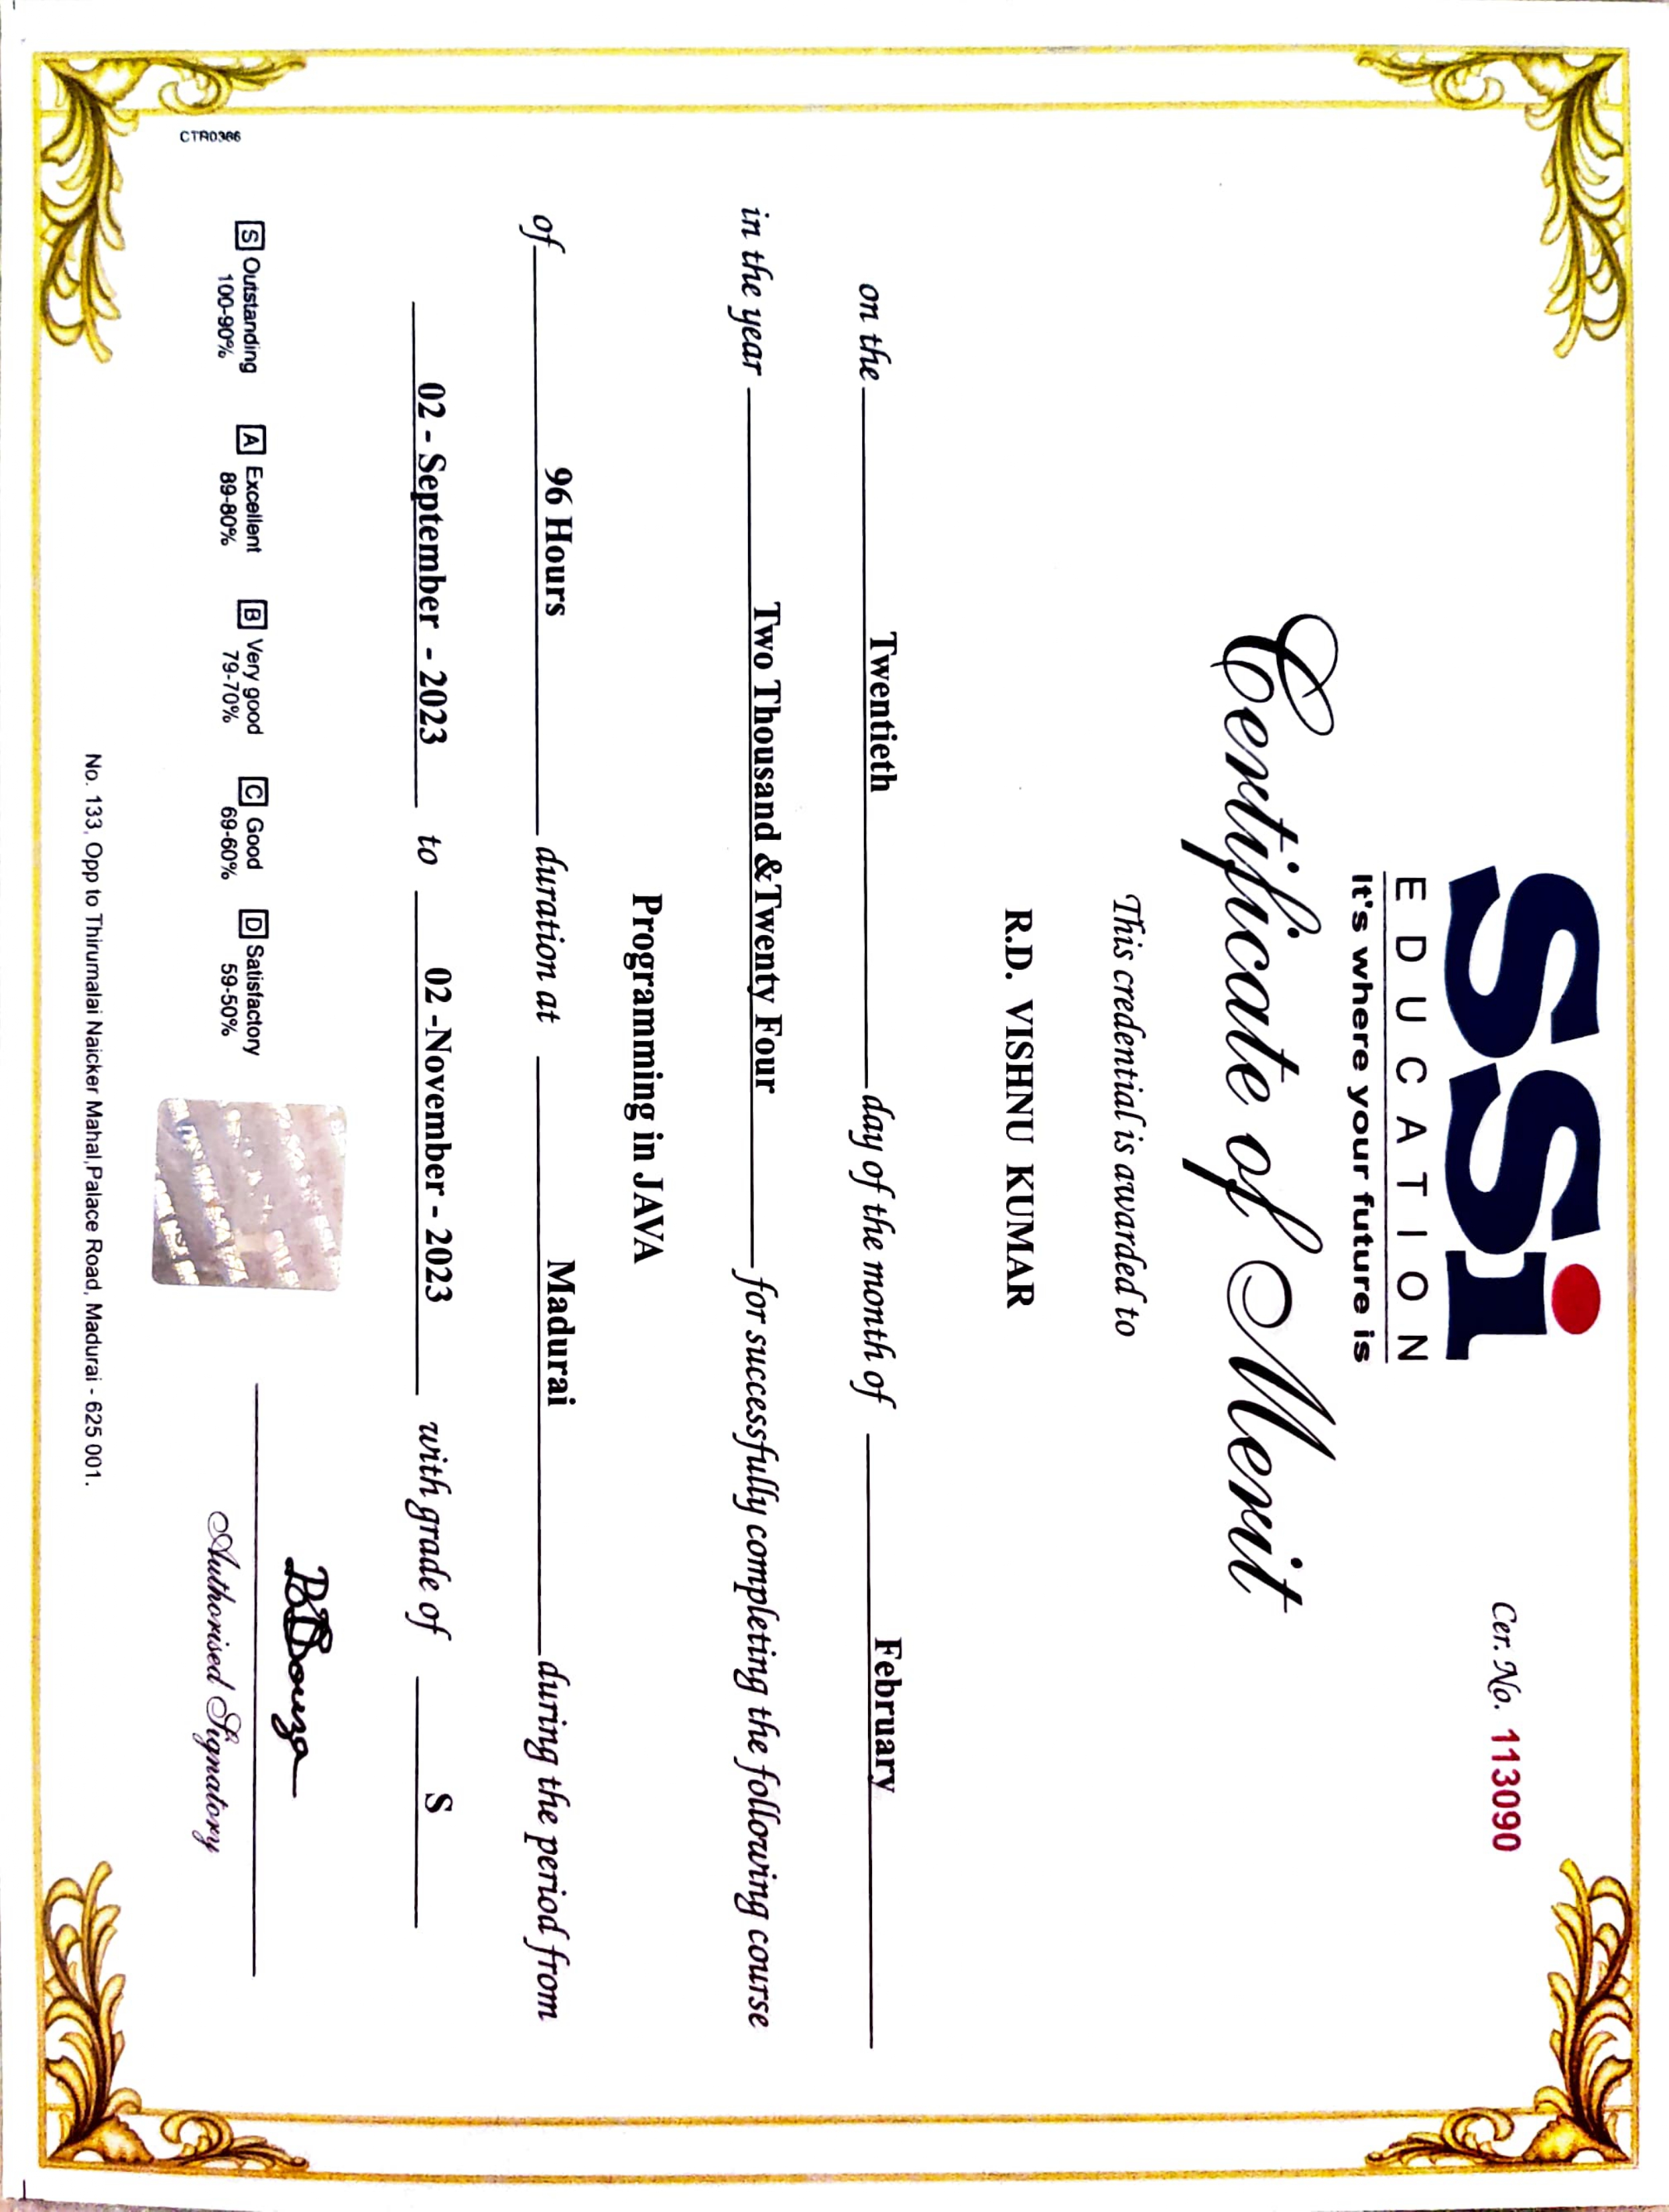 SSi
EDUCATION
It's where your future is
Cer. No. 113090
Certificate of Merit
This credential is awarded to
R.D. VISHNU KUMAR
on the Twentieth day of the month of February
in the year Two Thousand &Twenty Four for successfully completing the following course
Programming in JAVA
of 96 Hours duration at Madurai during the period from
02 - September - 2023 to 02 -November - 2023 with grade of S
S Outstanding A Excellent B Very good C Good D Satisfactory
100-90% 89-80% 79-70% 69-60% 59-50%
CTR0366
Authorised Signatory
No. 133, Opp to Thirumalai Naicker Mahal,Palace Road, Madurai - 625 001.